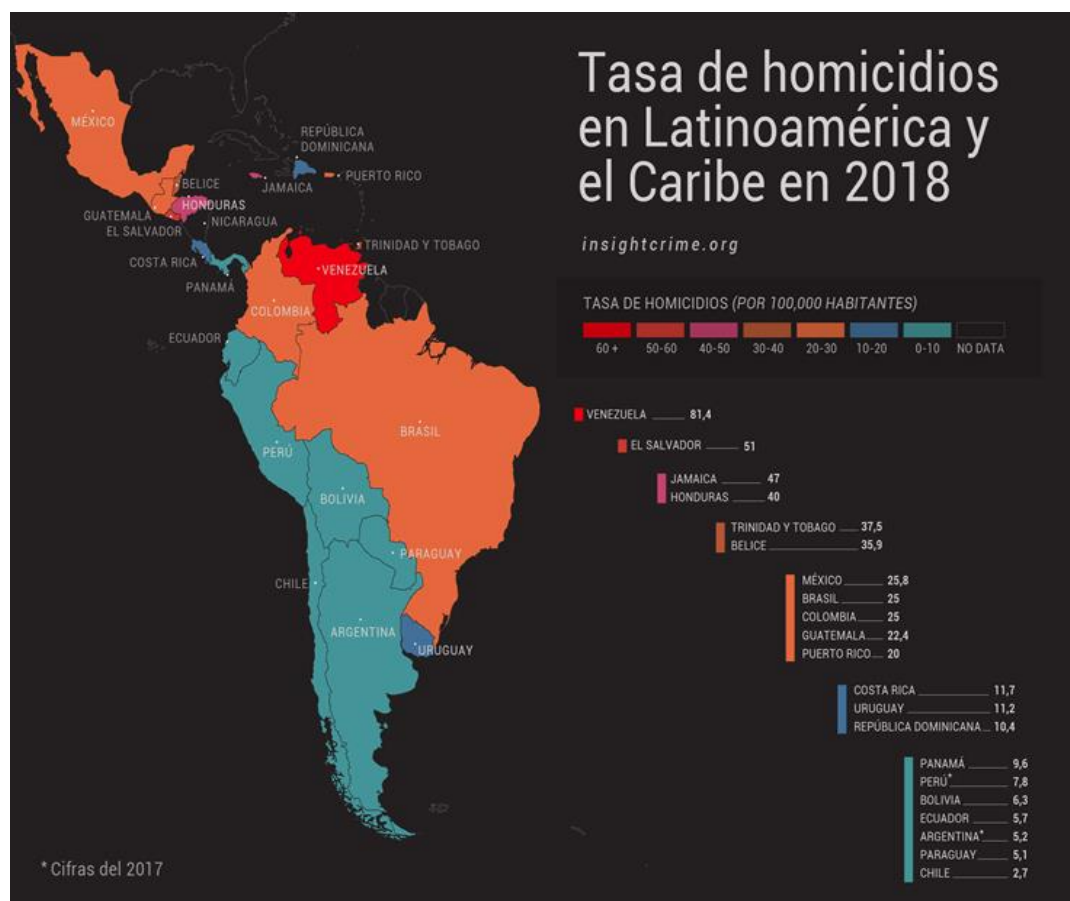 Tasa de homicidios
en Latinoamérica y
el Caribe en 2018
insightcrime.org
TASA DE HOMICIDIOS (POR 100,000 HABITANTES)
60 + 50-60 40-50 30-40 20-30 10-20 0-10 NO DATA
MÉXICO
REPÚBLICA
DOMINICANA
PUERTO RICO
JAMAICA
BELICE
HONDURAS
GUATEMALA
NICARAGUA
EL SALVADOR
TRINIDAD Y TOBAGO
COSTA RICA
VENEZUELA
PANAMÁ
COLOMBIA
ECUADOR
BRASIL
PERÚ
BOLIVIA
PARAGUAY
CHILE
ARGENTINA
URUGUAY
VENEZUELA 81,4
EL SALVADOR 51
JAMAICA 47
HONDURAS 40
TRINIDAD Y TOBAGO 37,5
BELICE 35,9
MÉXICO 25,8
BRASIL 25
COLOMBIA 25
GUATEMALA 22,4
PUERTO RICO 20
COSTA RICA 11,7
URUGUAY 11,2
REPÚBLICA DOMINICANA 10,4
PANAMÁ 9,6
PERÚ* 7,8
BOLIVIA 6,3
ECUADOR 5,7
ARGENTINA* 5,2
PARAGUAY 5,1
CHILE 2,7
* Cifras del 2017